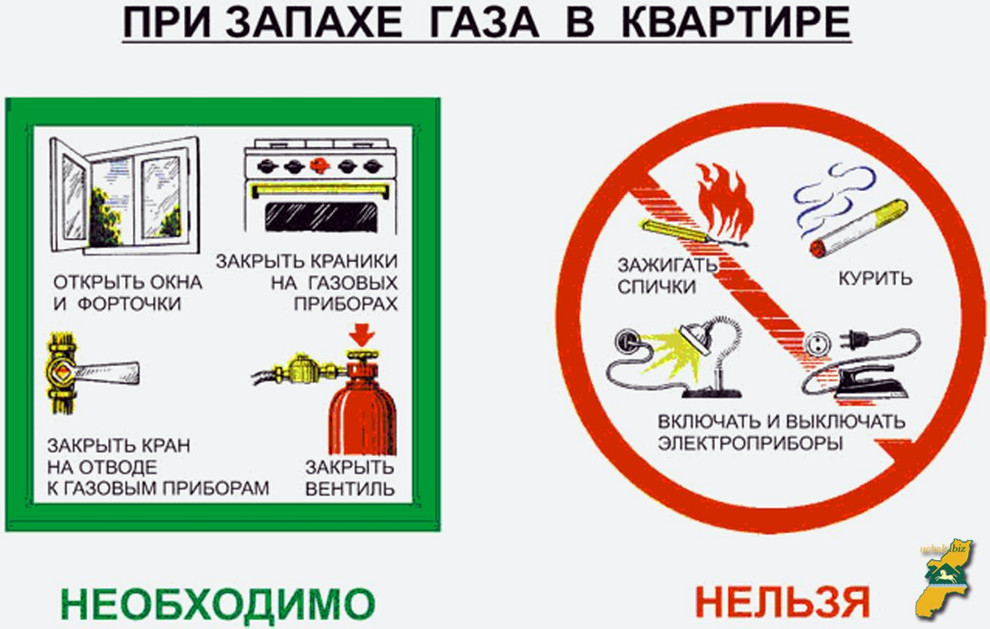 ПРИ ЗАПАХЕ ГАЗА В КВАРТИРЕ
ОТКРЫТЬ ОКНА
И ФОРТОЧКИ
ЗАКРЫТЬ КРАНИКИ
НА ГАЗОВЫХ
ПРИБОРАХ
ЗАКРЫТЬ КРАН
НА ОТВОДЕ
К ГАЗОВЫМ ПРИБОРАМ
ЗАКРЫТЬ
ВЕНТИЛЬ
НЕОБХОДИМО
ЗАЖИГАТЬ
СПИЧКИ
КУРИТЬ
ВКЛЮЧАТЬ И ВЫКЛЮЧАТЬ
ЭЛЕКТРОПРИБОРЫ
НЕЛЬЗЯ